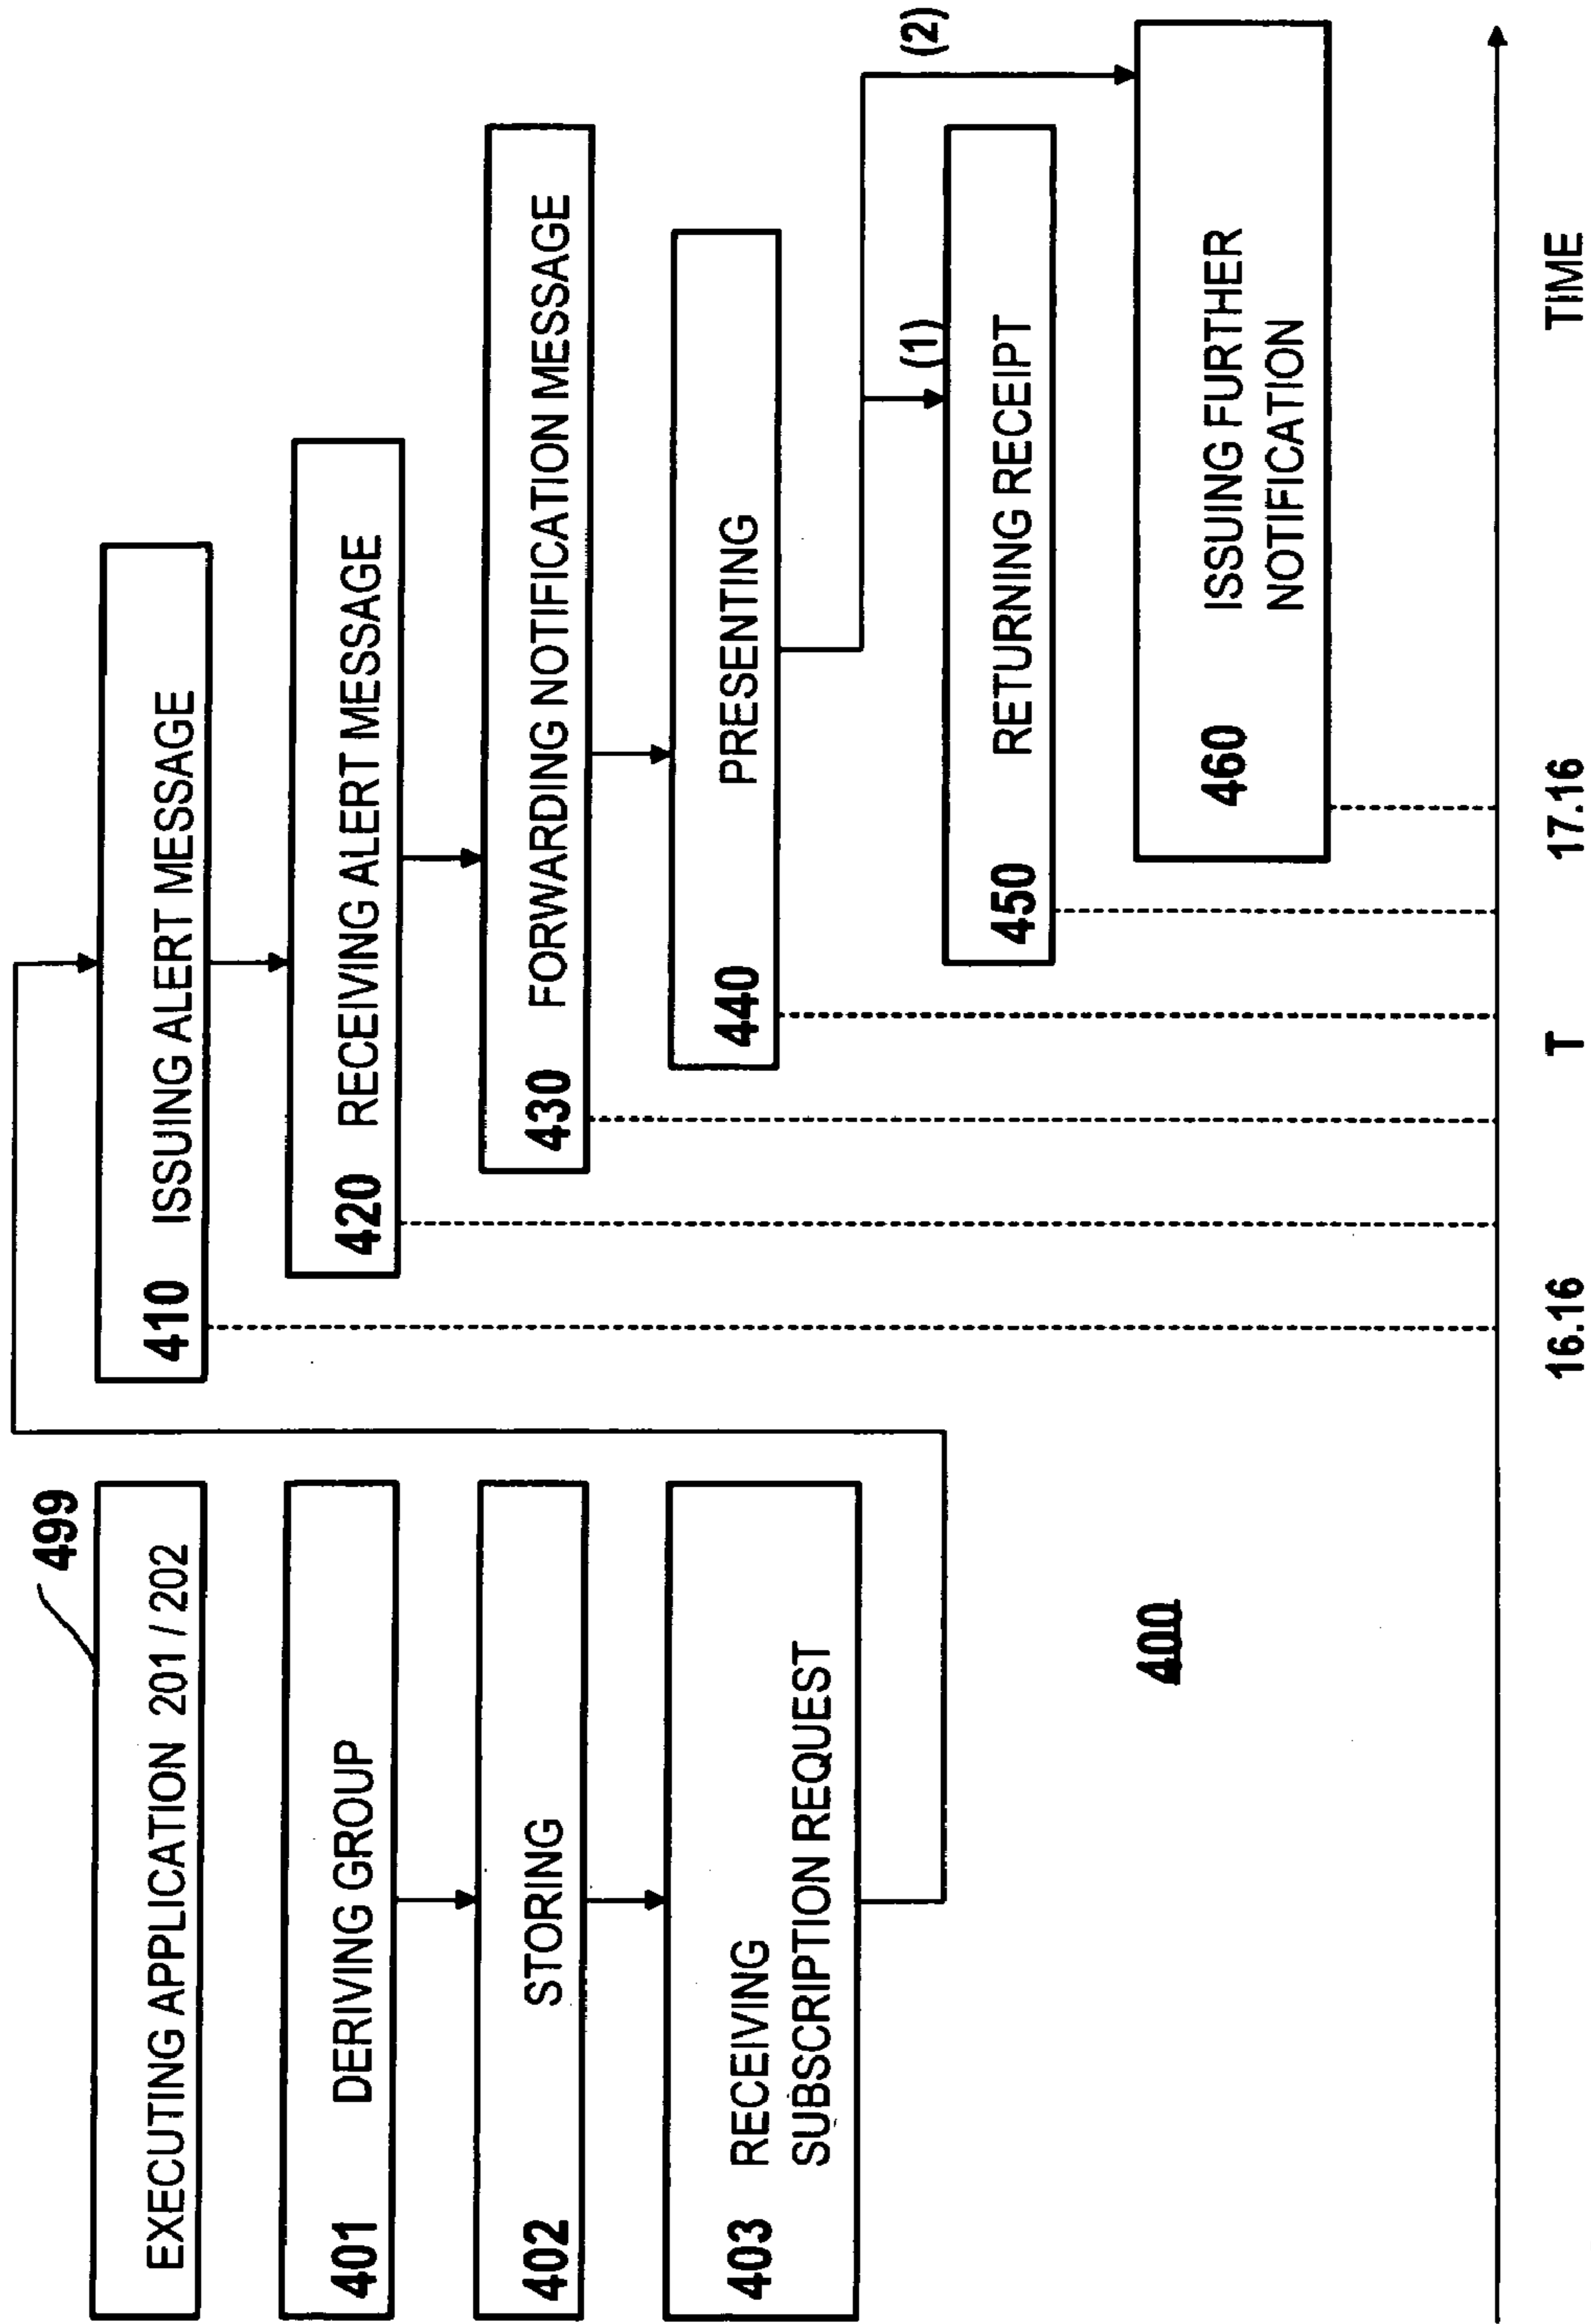 499
EXECUTING APPLICATION 201 / 202
401 DERIVING GROUP
402 STORING
403 RECEIVING
SUBSCRIPTION REQUEST
400
410 ISSUING ALERT MESSAGE
420 RECEIVING ALERT MESSAGE
430 FORWARDING NOTIFICATION MESSAGE
440 PRESENTING
(1)
(2)
450 RETURNING RECEIPT
460 ISSUING FURTHER
NOTIFICATION
16.16 T 17.16 TIME